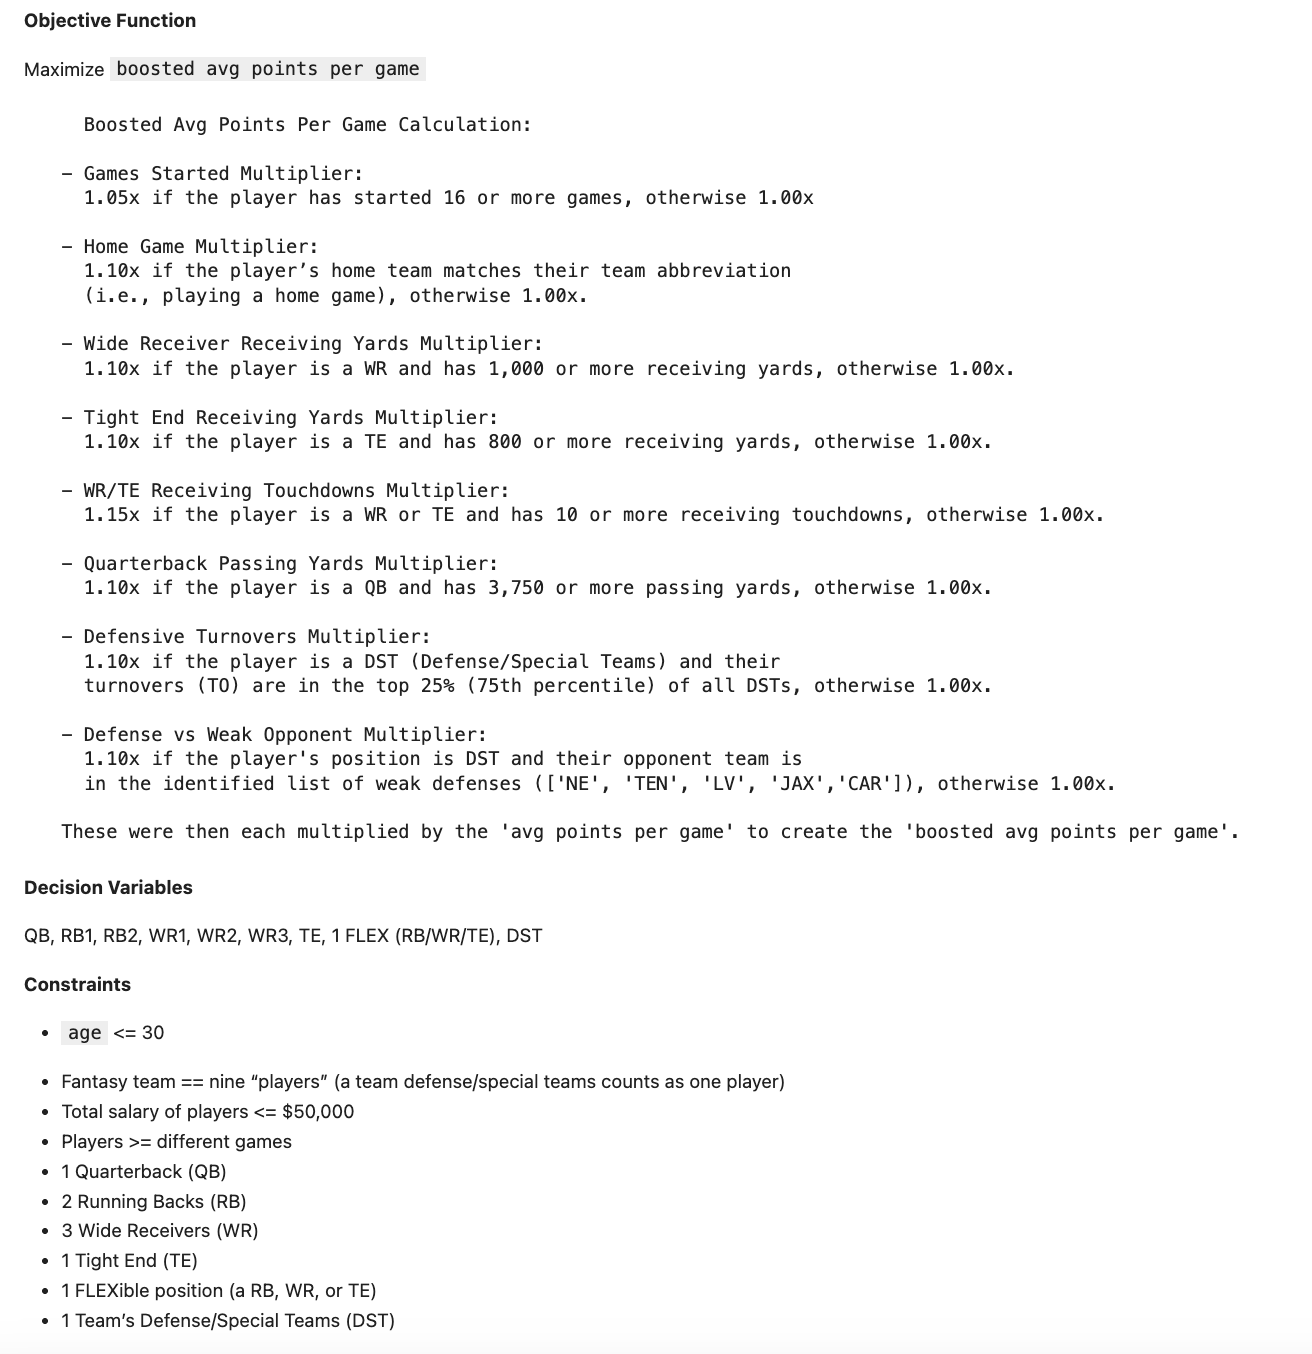 Objective Function
Maximize boosted avg points per game
Boosted Avg Points Per Game Calculation:
– Games Started Multiplier:
1.05x if the player has started 16 or more games, otherwise 1.00x
– Home Game Multiplier:
1.10x if the player’s home team matches their team abbreviation
(i.e., playing a home game), otherwise 1.00x.
– Wide Receiver Receiving Yards Multiplier:
1.10x if the player is a WR and has 1,000 or more receiving yards, otherwise 1.00x.
– Tight End Receiving Yards Multiplier:
1.10x if the player is a TE and has 800 or more receiving yards, otherwise 1.00x.
– WR/TE Receiving Touchdowns Multiplier:
1.15x if the player is a WR or TE and has 10 or more receiving touchdowns, otherwise 1.00x.
– Quarterback Passing Yards Multiplier:
1.10x if the player is a QB and has 3,750 or more passing yards, otherwise 1.00x.
– Defensive Turnovers Multiplier:
1.10x if the player is a DST (Defense/Special Teams) and their
turnovers (TO) are in the top 25% (75th percentile) of all DSTs, otherwise 1.00x.
– Defense vs Weak Opponent Multiplier:
1.10x if the player's position is DST and their opponent team is
in the identified list of weak defenses (['NE', 'TEN', 'LV', 'JAX','CAR']), otherwise 1.00x.
These were then each multiplied by the 'avg points per game' to create the 'boosted avg points per game'.
Decision Variables
QB, RB1, RB2, WR1, WR2, WR3, TE, 1 FLEX (RB/WR/TE), DST
Constraints
• age <= 30
• Fantasy team == nine “players” (a team defense/special teams counts as one player)
• Total salary of players <= $50,000
• Players >= different games
• 1 Quarterback (QB)
• 2 Running Backs (RB)
• 3 Wide Receivers (WR)
• 1 Tight End (TE)
• 1 FLEXible position (a RB, WR, or TE)
• 1 Team’s Defense/Special Teams (DST)